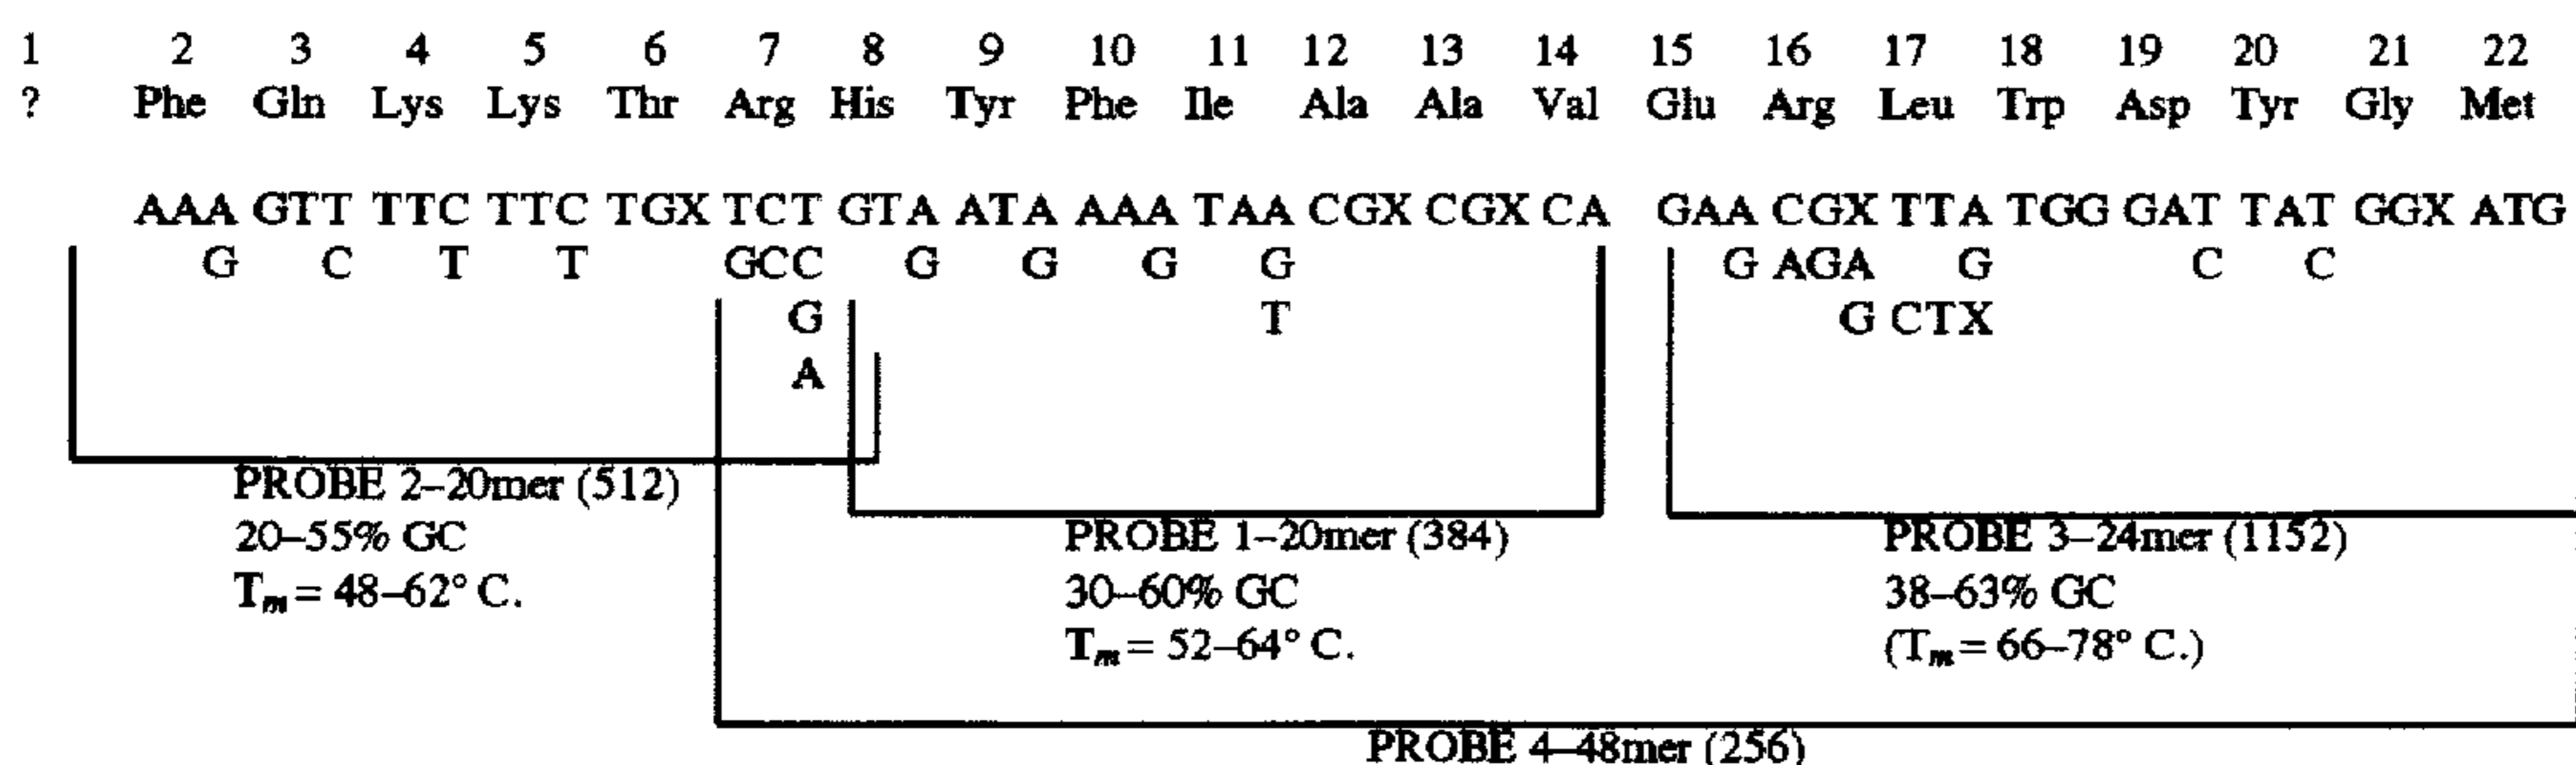 1 2 3 4 5 6 7 8 9 10 11 12 13 14 15 16 17 18 19 20 21 22
? Phe Gln Lys Lys Thr Arg His Tyr Phe Ile Ala Ala Val Glu Arg Leu Trp Asp Tyr Gly Met
AAA GTT TTC TTC TGX TCT GTA ATA AAA TAA CGX CGX CA GAA CGX TTA TGG GAT TAT GGX ATG
G C T T GCC G G G G G AGA G C C
G T G CTX
A
PROBE 2–20mer (512)
20–55% GC
Tm = 48–62° C.
PROBE 1–20mer (384)
30–60% GC
Tm = 52–64° C.
PROBE 3–24mer (1152)
38–63% GC
(Tm = 66–78° C.)
PROBE 4–48mer (256)